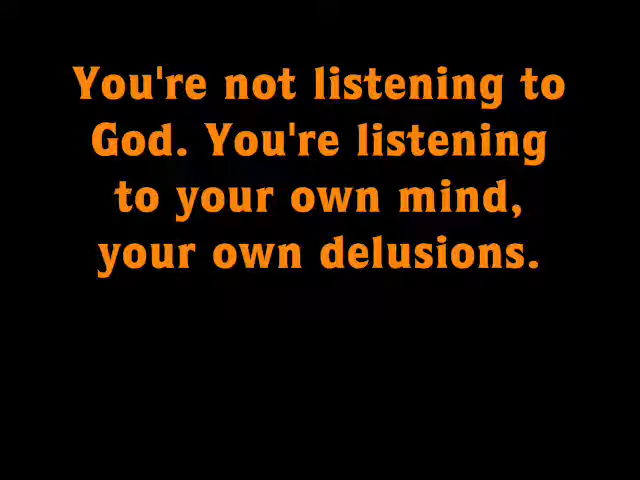 You're not listening to
God. You're listening
to your own mind,
your own delusions.